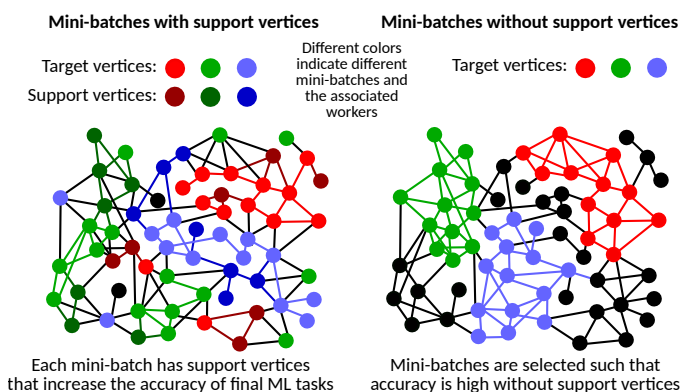 Mini-batches with support vertices
Target vertices:
Support vertices:
Different colors
indicate different
mini-batches and
the associated
workers
Mini-batches without support vertices
Target vertices:
Each mini-batch has support vertices
that increase the accuracy of final ML tasks
Mini-batches are selected such that
accuracy is high without support vertices